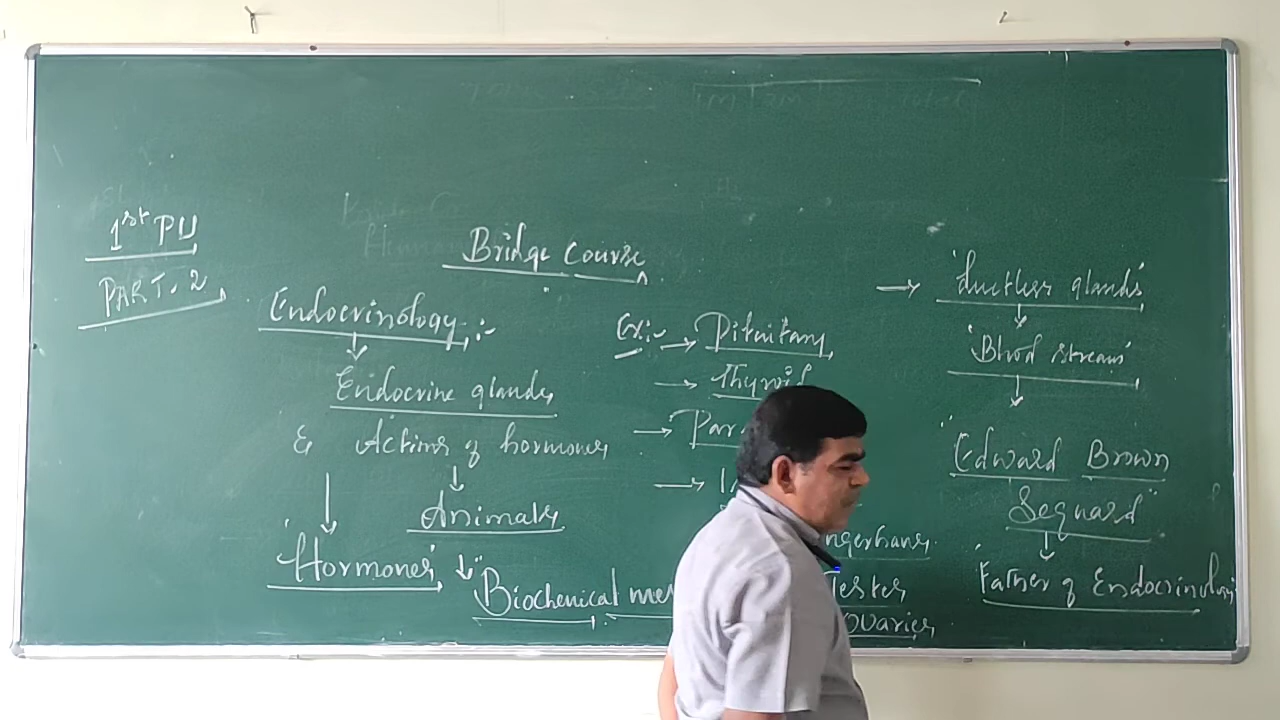 1st PU
PART-2
Bridge Course
Endocrinology :-
Endocrine glands
& Actions of hormones
Animals
'Hormones'
"Biochemical
Ex:- → Pituitary
→ Thyroid
→
→
Testes
Ovaries
→ 'Ductless glands'
'Blood stream'
"Edward Brown
Sequard"
'Father of Endocrinology